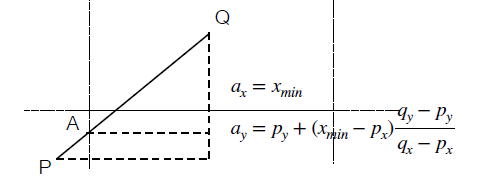 Q
a_x = x_min
A
a_y = p_y + (x_min − p_x) (q_y − p_y)/(q_x − p_x)
P